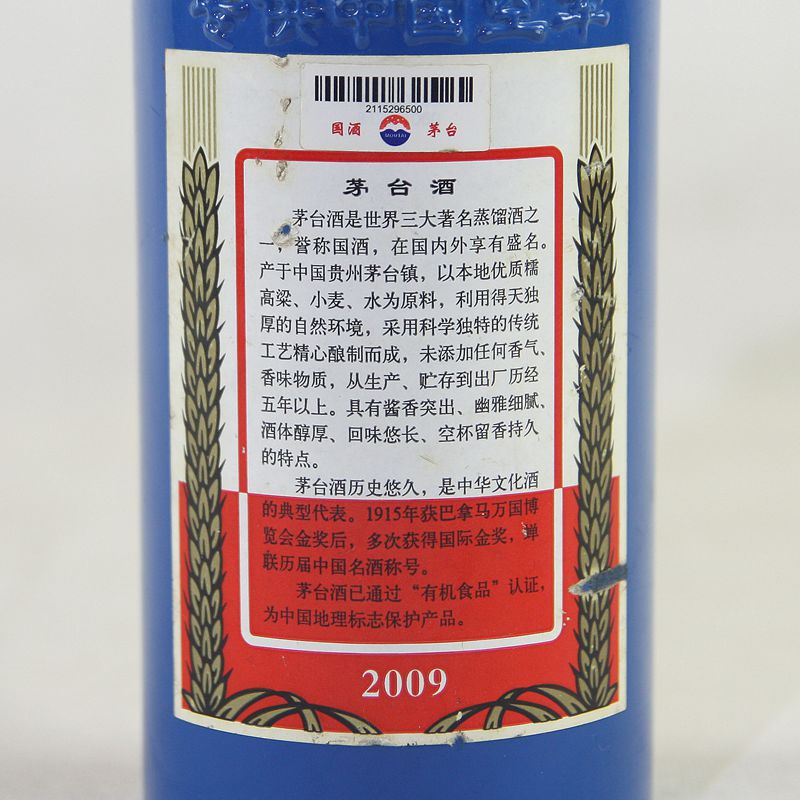 2115296500
国酒 MOUTAI 茅台
茅台酒
茅台酒是世界三大著名蒸馏酒之
一，誉称国酒，在国内外享有盛名。
产于中国贵州茅台镇，以本地优质糯
高粱、小麦、水为原料，利用得天独
厚的自然环境，采用科学独特的传统
工艺精心酿制而成，未添加任何香气、
香味物质，从生产、贮存到出厂历经
五年以上。具有酱香突出、幽雅细腻、
酒体醇厚、回味悠长、空杯留香持久
的特点。
茅台酒历史悠久，是中华文化酒
的典型代表。1915年获巴拿马万国博
览会金奖后，多次获得国际金奖，蝉
联历届中国名酒称号。
茅台酒已通过“有机食品”认证，
为中国地理标志保护产品。
2009